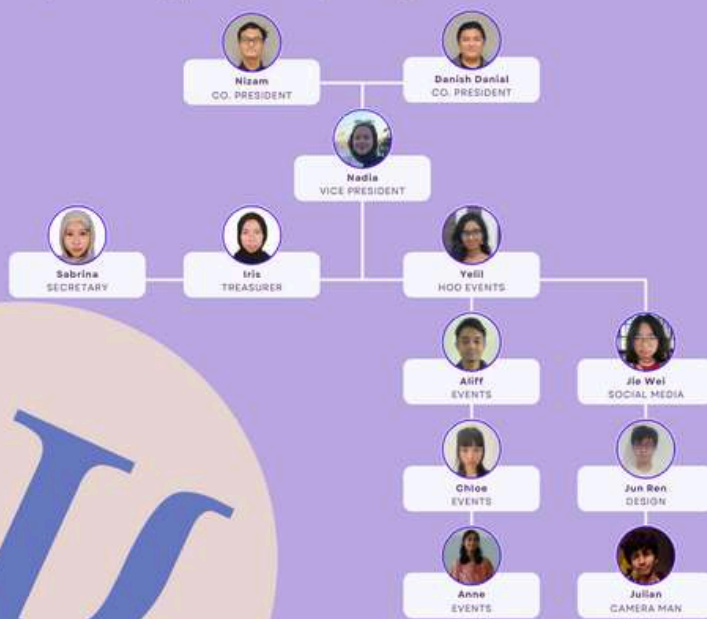 Nizam
CO. PRESIDENT
Danish Danial
CO. PRESIDENT
Nadia
VICE PRESIDENT
Sabrina
SECRETARY
Iris
TREASURER
Yelil
HOD EVENTS
Aliff
EVENTS
Jie Wei
SOCIAL MEDIA
Chloe
EVENTS
Jun Ren
DESIGN
Anne
EVENTS
Julian
CAMERA MAN